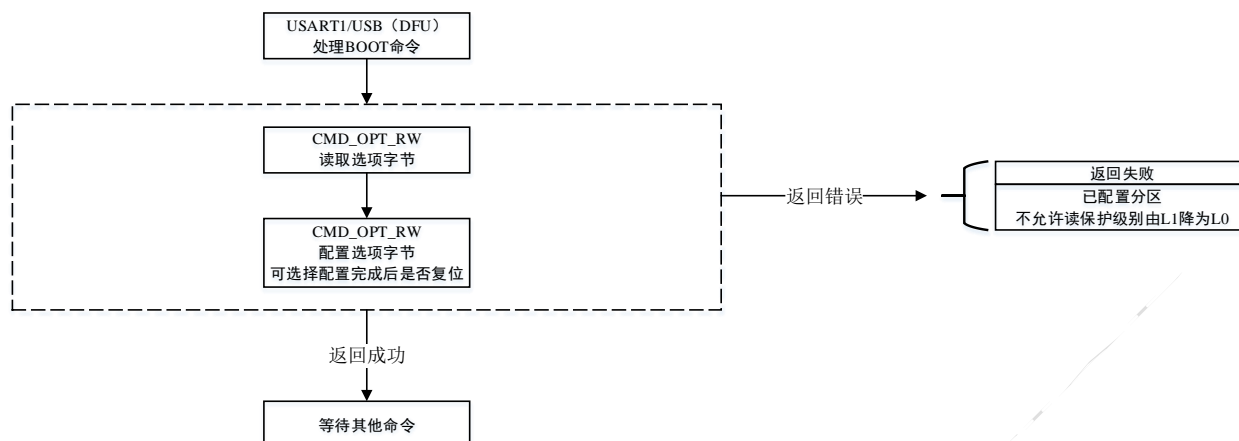 USART1/USB（DFU）
处理BOOT命令
CMD_OPT_RW
读取选项字节
CMD_OPT_RW
配置选项字节
可选择配置完成后是否复位
返回错误
返回失败
已配置分区
不允许读保护级别由L1降为L0
返回成功
等待其他命令